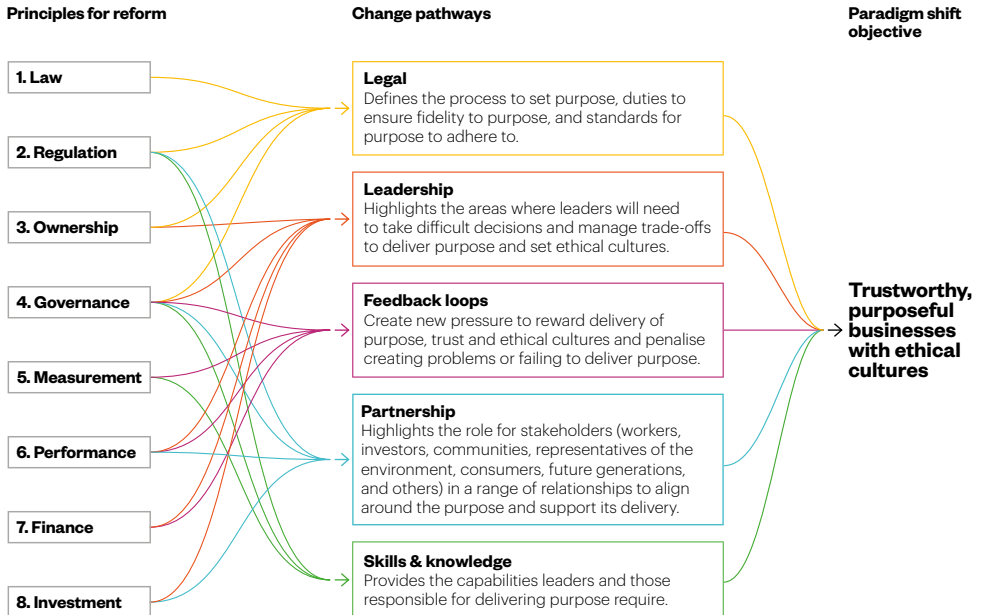 Principles for reform
Change pathways
Paradigm shift
objective
1. Law
2. Regulation
3. Ownership
4. Governance
5. Measurement
6. Performance
7. Finance
8. Investment
Legal
Defines the process to set purpose, duties to
ensure fidelity to purpose, and standards for
purpose to adhere to.
Leadership
Highlights the areas where leaders will need
to take difficult decisions and manage trade-offs
to deliver purpose and set ethical cultures.
Feedback loops
Create new pressure to reward delivery of
purpose, trust and ethical cultures and penalise
creating problems or failing to deliver purpose.
Partnership
Highlights the role for stakeholders (workers,
investors, communities, representatives of the
environment, consumers, future generations,
and others) in a range of relationships to align
around the purpose and support its delivery.
Skills & knowledge
Provides the capabilities leaders and those
responsible for delivering purpose require.
Trustworthy,
purposeful
businesses
with ethical
cultures